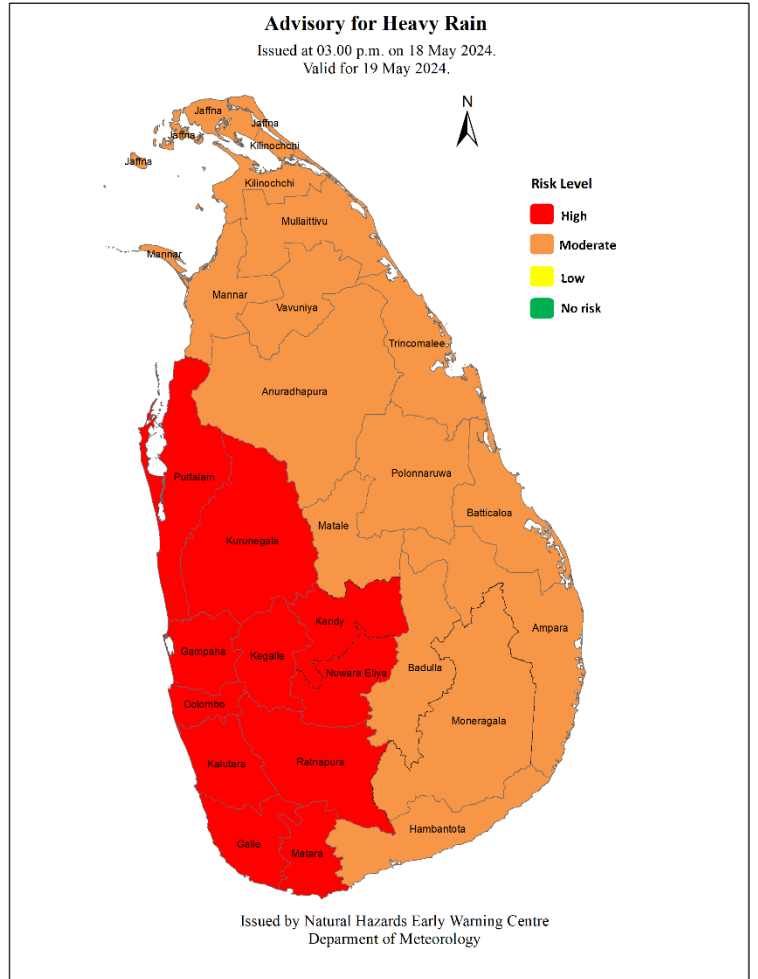 Advisory for Heavy Rain
Issued at 03.00 p.m. on 18 May 2024.
Valid for 19 May 2024.
N
Jaffna
Jaffna
Jaffna
Kilinochchi
Jaffna
Kilinochchi
Mullaittivu
Mannar
Mannar
Vavuniya
Trincomalee
Anuradhapura
Puttalam
Polonnaruwa
Batticaloa
Matale
Kurunegala
Kandy
Ampara
Gampaha
Kegalle
Nuwara Eliya
Badulla
Colombo
Moneragala
Kalutara
Ratnapura
Hambantota
Galle
Matara
Risk Level
High
Moderate
Low
No risk
Issued by Natural Hazards Early Warning Centre
Deparment of Meteorology